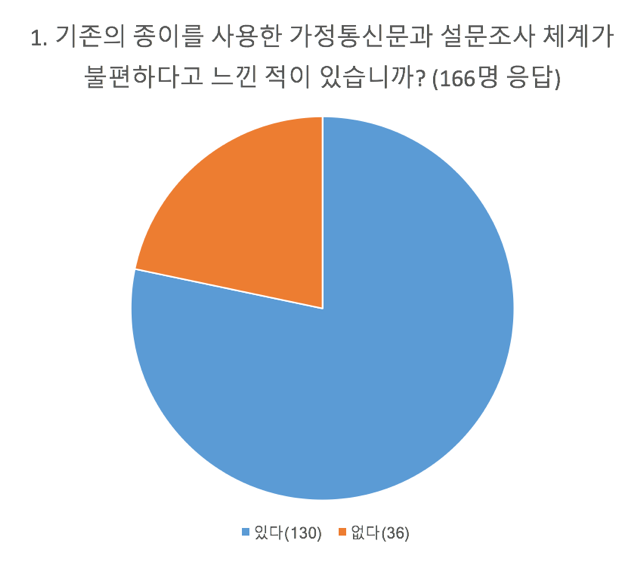 1. 기존의 종이를 사용한 가정통신문과 설문조사 체계가
불편하다고 느낀 적이 있습니까? (166명 응답)
있다(130) 없다(36)